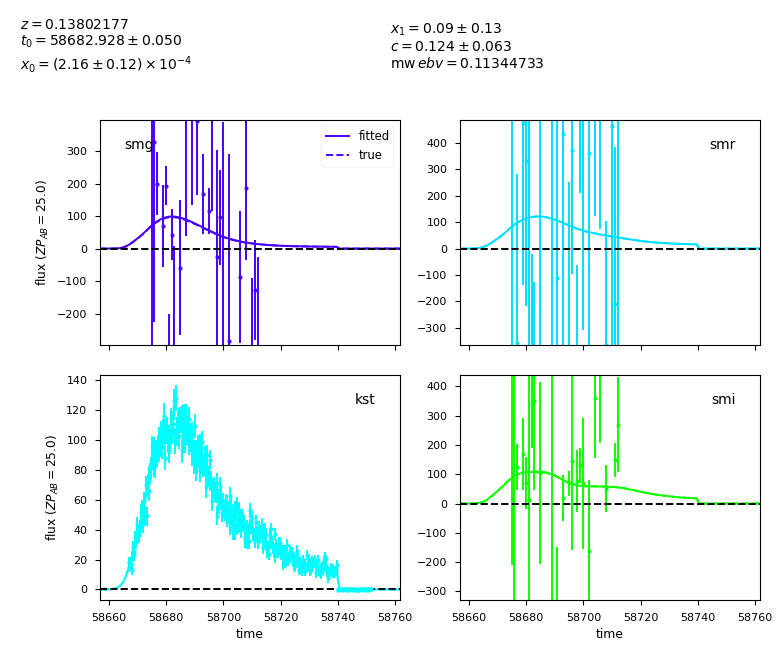 z = 0.13802177
t₀ = 58682.928 ± 0.050
x₀ = (2.16 ± 0.12) × 10⁻⁴
x₁ = 0.09 ± 0.13
c = 0.124 ± 0.063
mw ebv = 0.11344733
smg
fitted
true
300
200
100
0
−100
−200
flux (ZP_AB = 25.0)
smr
400
300
200
100
0
−100
−200
−300
kst
140
120
100
80
60
40
20
0
flux (ZP_AB = 25.0)
58660 58680 58700 58720 58740 58760
time
smi
400
300
200
100
0
−100
−200
−300
58660 58680 58700 58720 58740 58760
time